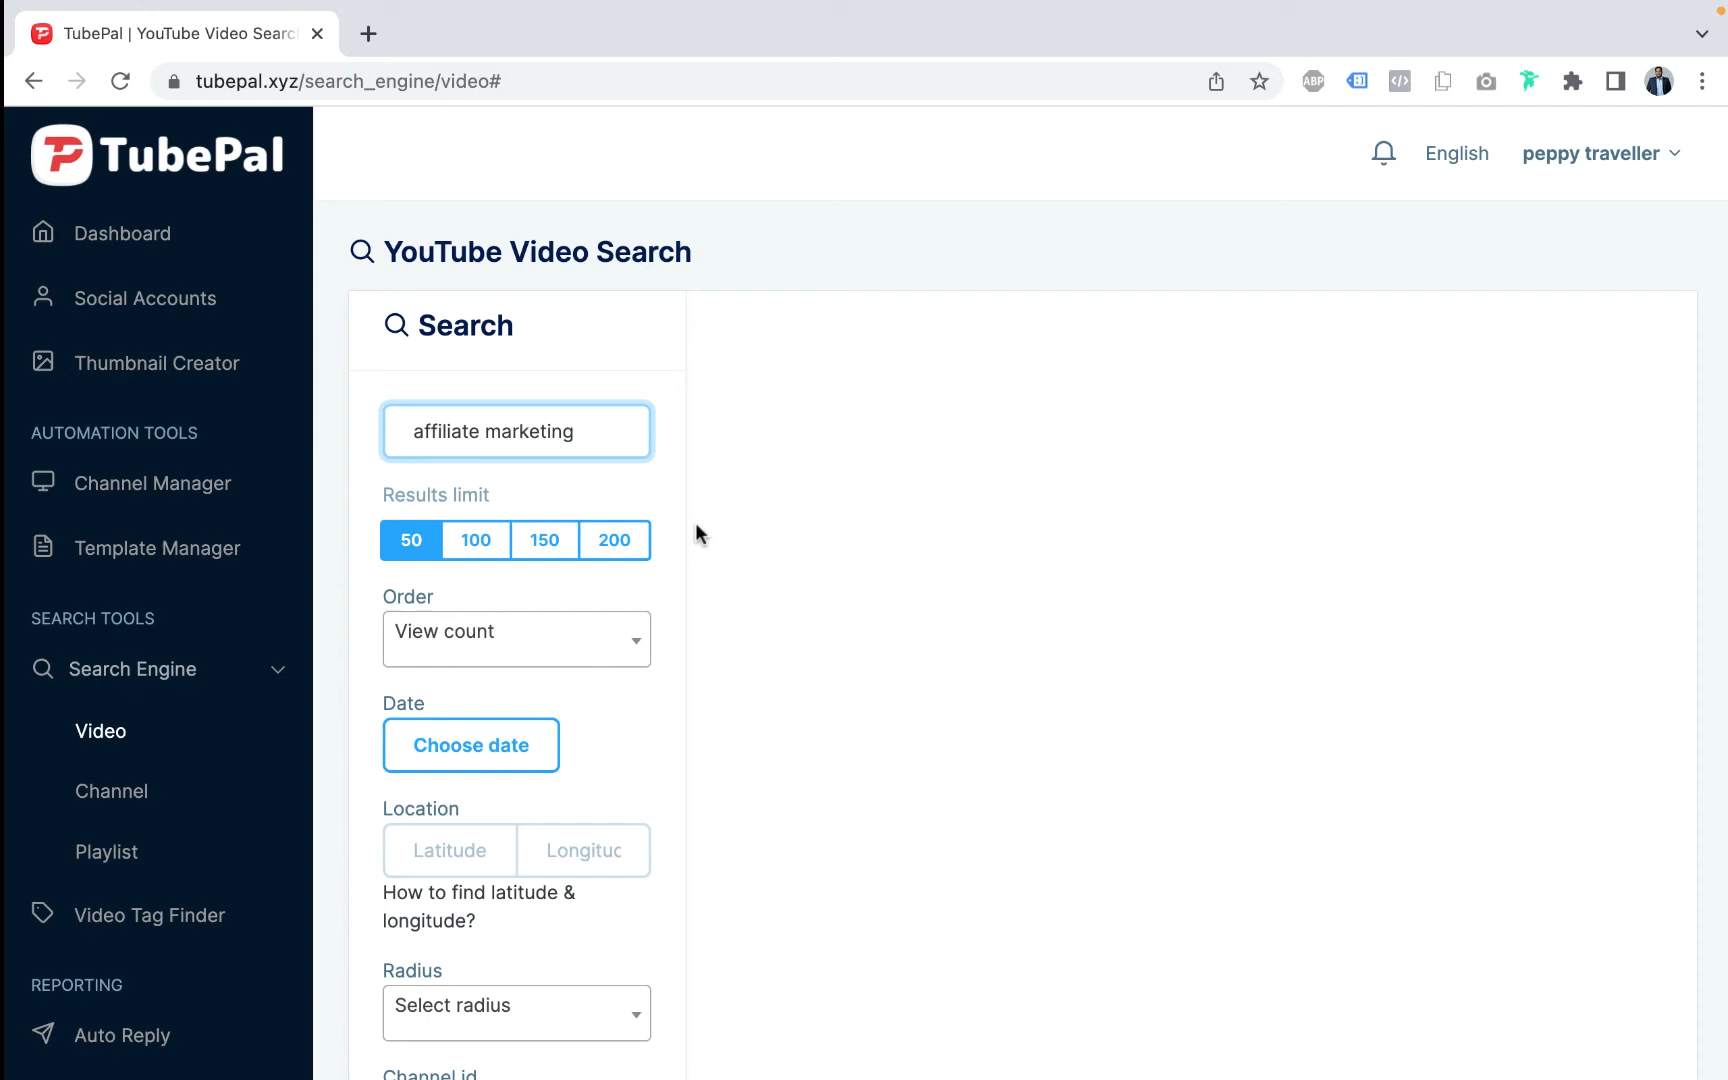 TubePal | YouTube Video Searc
tubepal.xyz/search_engine/video#
ABP
TubePal
English
peppy traveller
Dashboard
Social Accounts
Thumbnail Creator
AUTOMATION TOOLS
Channel Manager
Template Manager
SEARCH TOOLS
Search Engine
Video
Channel
Playlist
Video Tag Finder
REPORTING
Auto Reply
YouTube Video Search
Search
affiliate marketing
Results limit
50 100 150 200
Order
View count
Date
Choose date
Location
Latitude Longituc
How to find latitude &
longitude?
Radius
Select radius
Channel id